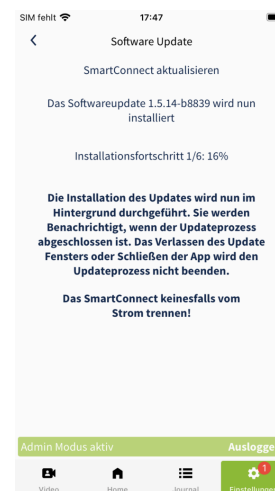 SIM fehlt 17:47
Software Update
SmartConnect aktualisieren
Das Softwareupdate 1.5.14-b8839 wird nun
installiert
Installationsfortschritt 1/6: 16%
Die Installation des Updates wird nun im
Hintergrund durchgeführt. Sie werden
Benachrichtigt, wenn der Updateprozess
abgeschlossen ist. Das Verlassen des Update
Fensters oder Schließen der App wird den
Updateprozess nicht beenden.
Das SmartConnect keinesfalls vom
Strom trennen!
Admin Modus aktiv Auslogge
1
Video Home Journal Einstellungen